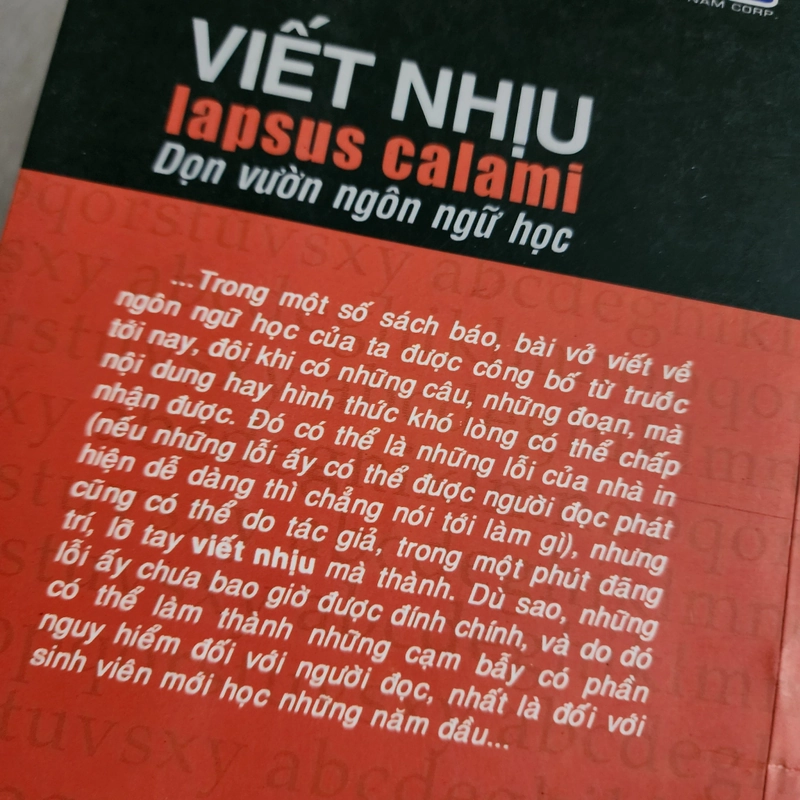 NAM CORP.
VIẾT NHỊU
lapsus calami
Dọn vườn ngôn ngữ học
...Trong một số sách báo, bài vở viết về
ngôn ngữ học của ta được công bố từ trước
tới nay, đôi khi có những câu, những đoạn, mà
nội dung hay hình thức khó lòng có thể chấp
nhận được. Đó có thể là những lỗi của nhà in
(nếu những lỗi ấy có thể được người đọc phát
hiện dễ dàng thì chẳng nói tới làm gì), nhưng
cũng có thể do tác giả, trong một phút đãng
trí, lỡ tay viết nhịu mà thành. Dù sao, những
lỗi ấy chưa bao giờ được đính chính, và do đó
có thể làm thành những cạm bẫy có phần
nguy hiểm đối với người đọc, nhất là đối với
sinh viên mới học những năm đầu...